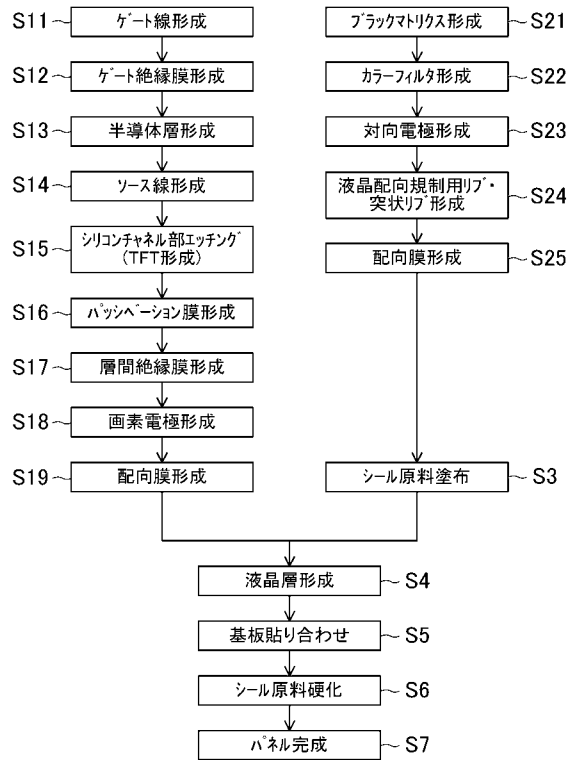 S11 ゲート線形成
S12 ゲート絶縁膜形成
S13 半導体層形成
S14 ソース線形成
S15 シリコンチャネル部エッチング
(TFT形成)
S16 パッシベーション膜形成
S17 層間絶縁膜形成
S18 画素電極形成
S19 配向膜形成
ブラックマトリクス形成 S21
カラーフィルタ形成 S22
対向電極形成 S23
液晶配向規制用リブ・
突状リブ形成 S24
配向膜形成 S25
シール原料塗布 S3
液晶層形成 S4
基板貼り合わせ S5
シール原料硬化 S6
パネル完成 S7